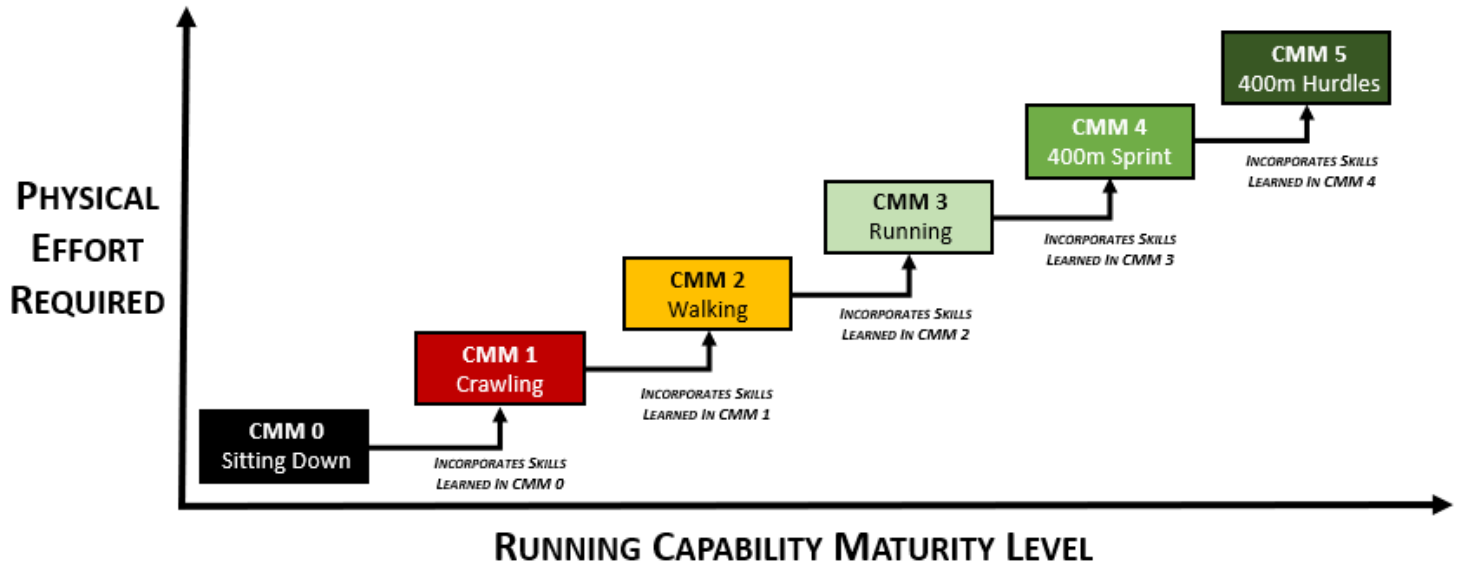 PHYSICAL
EFFORT
REQUIRED
CMM 0
Sitting Down
INCORPORATES SKILLS
LEARNED IN CMM 0
CMM 1
Crawling
INCORPORATES SKILLS
LEARNED IN CMM 1
CMM 2
Walking
INCORPORATES SKILLS
LEARNED IN CMM 2
CMM 3
Running
INCORPORATES SKILLS
LEARNED IN CMM 3
CMM 4
400m Sprint
INCORPORATES SKILLS
LEARNED IN CMM 4
CMM 5
400m Hurdles
RUNNING CAPABILITY MATURITY LEVEL